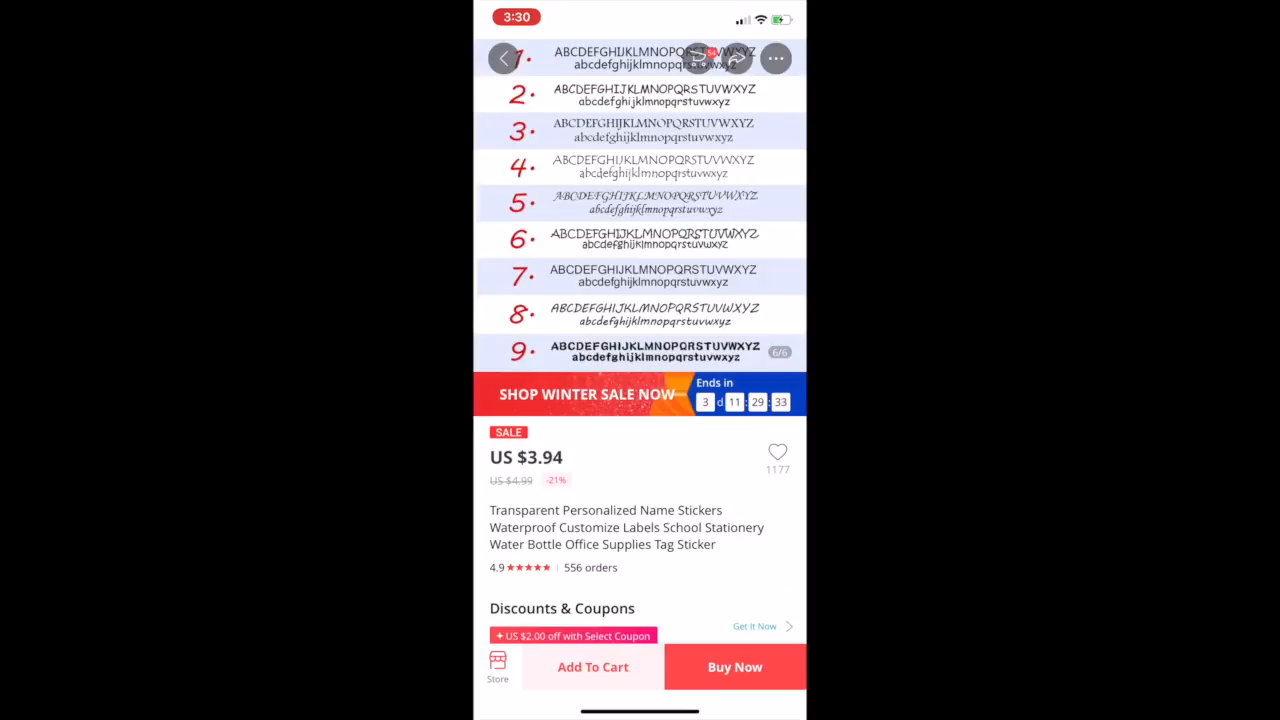 3:30
1. ABCDEFGHIJKLMNOPQRSTUVWXYZ
abcdefghijklmnopqrstuvwxyz
2. ABCDEFGHIJKLMNOPQRSTUVWXYZ
abcdefghijklmnopqrstuvwxyz
3. ABCDEFGHIJKLMNOPQRSTUVWXYZ
abcdefghijklmnopqrstuvwxyz
4. ABCDEFGHIJKLMNOPQRSTUVWXYZ
abcdefghijklmnopqrstuvwxyz
5. ABCDEFGHIJKLMNOPQRSTUVWXYZ
abcdefghijklmnopqrstuvwxyz
6. ABCDEFGHIJKLMNOPQRSTUVWXYZ
abcdefghijklmnopqrstuvwxyz
7. ABCDEFGHIJKLMNOPQRSTUVWXYZ
abcdefghijklmnopqrstuvwxyz
8. ABCDEFGHIJKLMNOPQRSTUVWXYZ
abcdefghijklmnopqrstuvwxyz
9. ABCDEFGHIJKLMNOPQRSTUVWXYZ
abcdefghijklmnopqrstuvwxyz
6/6
SHOP WINTER SALE NOW
Ends in
3 d 11 : 29 : 33
SALE
US $3.94
1177
US $4.99 -21%
Transparent Personalized Name Stickers
Waterproof Customize Labels School Stationery
Water Bottle Office Supplies Tag Sticker
4.9 ★★★★★ | 556 orders
Discounts & Coupons
Get It Now
US $2.00 off with Select Coupon
Store
Add To Cart
Buy Now